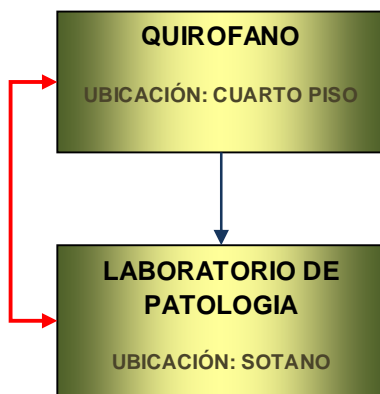 QUIROFANO
UBICACIÓN: CUARTO PISO
LABORATORIO DE
PATOLOGIA
UBICACIÓN: SOTANO